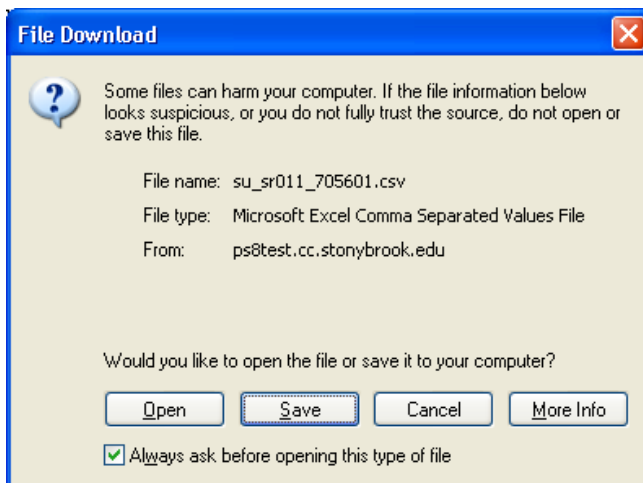 File Download
Some files can harm your computer. If the file information below
looks suspicious, or you do not fully trust the source, do not open or
save this file.
File name: su_sr011_705601.csv
File type: Microsoft Excel Comma Separated Values File
From: ps8test.cc.stonybrook.edu
Would you like to open the file or save it to your computer?
Open Save Cancel More Info
Always ask before opening this type of file